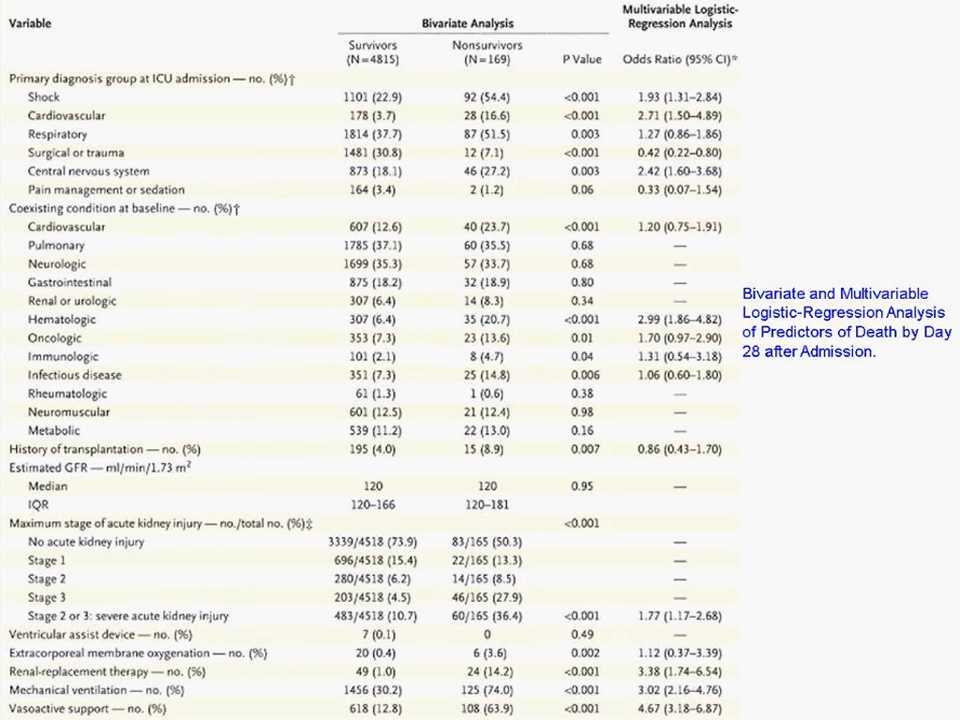 Variable Bivariate Analysis Multivariable Logistic-Regression Analysis
Survivors (N=4815) Nonsurvivors (N=169) P Value Odds Ratio (95% CI)*
Primary diagnosis group at ICU admission — no. (%)†
Shock 1101 (22.9) 92 (54.4) <0.001 1.93 (1.31–2.84)
Cardiovascular 178 (3.7) 28 (16.6) <0.001 2.71 (1.50–4.89)
Respiratory 1814 (37.7) 87 (51.5) 0.003 1.27 (0.86–1.86)
Surgical or trauma 1481 (30.8) 12 (7.1) <0.001 0.42 (0.22–0.80)
Central nervous system 873 (18.1) 46 (27.2) 0.003 2.42 (1.60–3.68)
Pain management or sedation 164 (3.4) 2 (1.2) 0.06 0.33 (0.07–1.54)
Coexisting condition at baseline — no. (%)†
Cardiovascular 607 (12.6) 40 (23.7) <0.001 1.20 (0.75–1.91)
Pulmonary 1785 (37.1) 60 (35.5) 0.68 —
Neurologic 1699 (35.3) 57 (33.7) 0.68 —
Gastrointestinal 875 (18.2) 32 (18.9) 0.80 —
Renal or urologic 307 (6.4) 14 (8.3) 0.34 —
Hematologic 307 (6.4) 35 (20.7) <0.001 2.99 (1.86–4.82)
Oncologic 353 (7.3) 23 (13.6) 0.01 1.70 (0.97–2.90)
Immunologic 101 (2.1) 8 (4.7) 0.04 1.31 (0.54–3.18)
Infectious disease 351 (7.3) 25 (14.8) 0.006 1.06 (0.60–1.80)
Rheumatologic 61 (1.3) 1 (0.6) 0.38 —
Neuromuscular 601 (12.5) 21 (12.4) 0.98 —
Metabolic 539 (11.2) 22 (13.0) 0.16 —
History of transplantation — no. (%) 195 (4.0) 15 (8.9) 0.007 0.86 (0.43–1.70)
Estimated GFR — ml/min/1.73 m²
Median 120 120 0.95 —
IQR 120–166 120–181
Maximum stage of acute kidney injury — no./total no. (%)‡ <0.001
No acute kidney injury 3339/4518 (73.9) 83/165 (50.3) —
Stage 1 696/4518 (15.4) 22/165 (13.3) —
Stage 2 280/4518 (6.2) 14/165 (8.5) —
Stage 3 203/4518 (4.5) 46/165 (27.9) —
Stage 2 or 3: severe acute kidney injury 483/4518 (10.7) 60/165 (36.4) <0.001 1.77 (1.17–2.68)
Ventricular assist device — no. (%) 7 (0.1) 0 0.49 —
Extracorporeal membrane oxygenation — no. (%) 20 (0.4) 6 (3.6) 0.002 1.12 (0.37–3.39)
Renal-replacement therapy — no. (%) 49 (1.0) 24 (14.2) <0.001 3.38 (1.74–6.54)
Mechanical ventilation — no. (%) 1456 (30.2) 125 (74.0) <0.001 3.02 (2.16–4.76)
Vasoactive support — no. (%) 618 (12.8) 108 (63.9) <0.001 4.67 (3.18–6.87)
Bivariate and Multivariable
Logistic-Regression Analysis
of Predictors of Death by Day
28 after Admission.